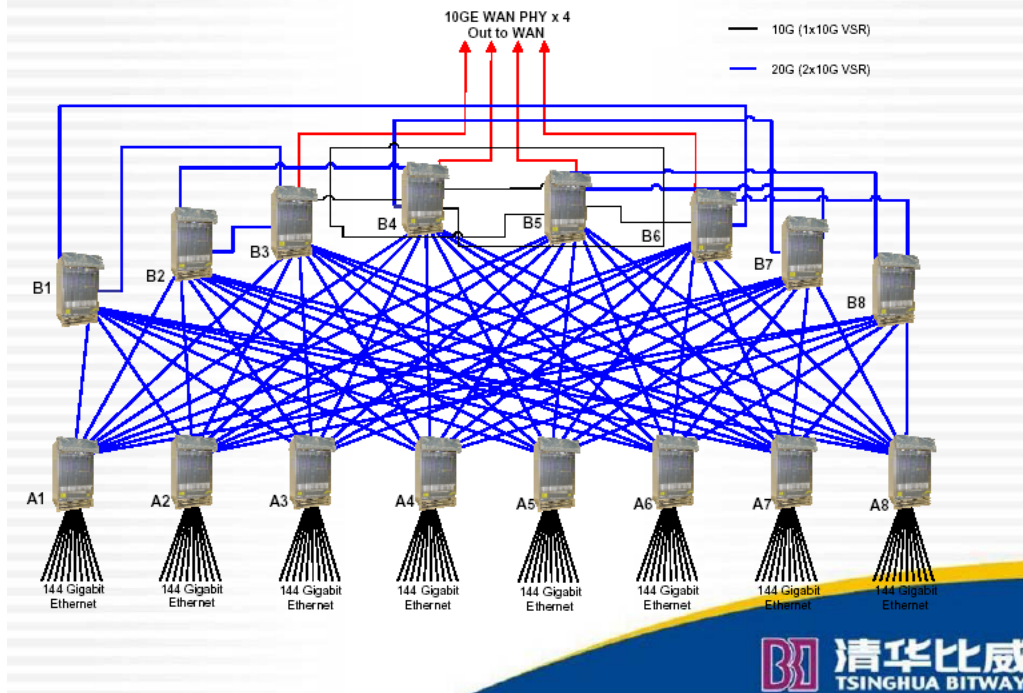 10GE WAN PHY x 4
Out to WAN
10G (1x10G VSR)
20G (2x10G VSR)
B1
B2
B3
B4
B5
B6
B7
B8
A1
A2
A3
A4
A5
A6
A7
A8
144 Gigabit
Ethernet
144 Gigabit
Ethernet
144 Gigabit
Ethernet
144 Gigabit
Ethernet
144 Gigabit
Ethernet
144 Gigabit
Ethernet
144 Gigabit
Ethernet
144 Gigabit
Ethernet
清华比威
TSINGHUA BITWAY